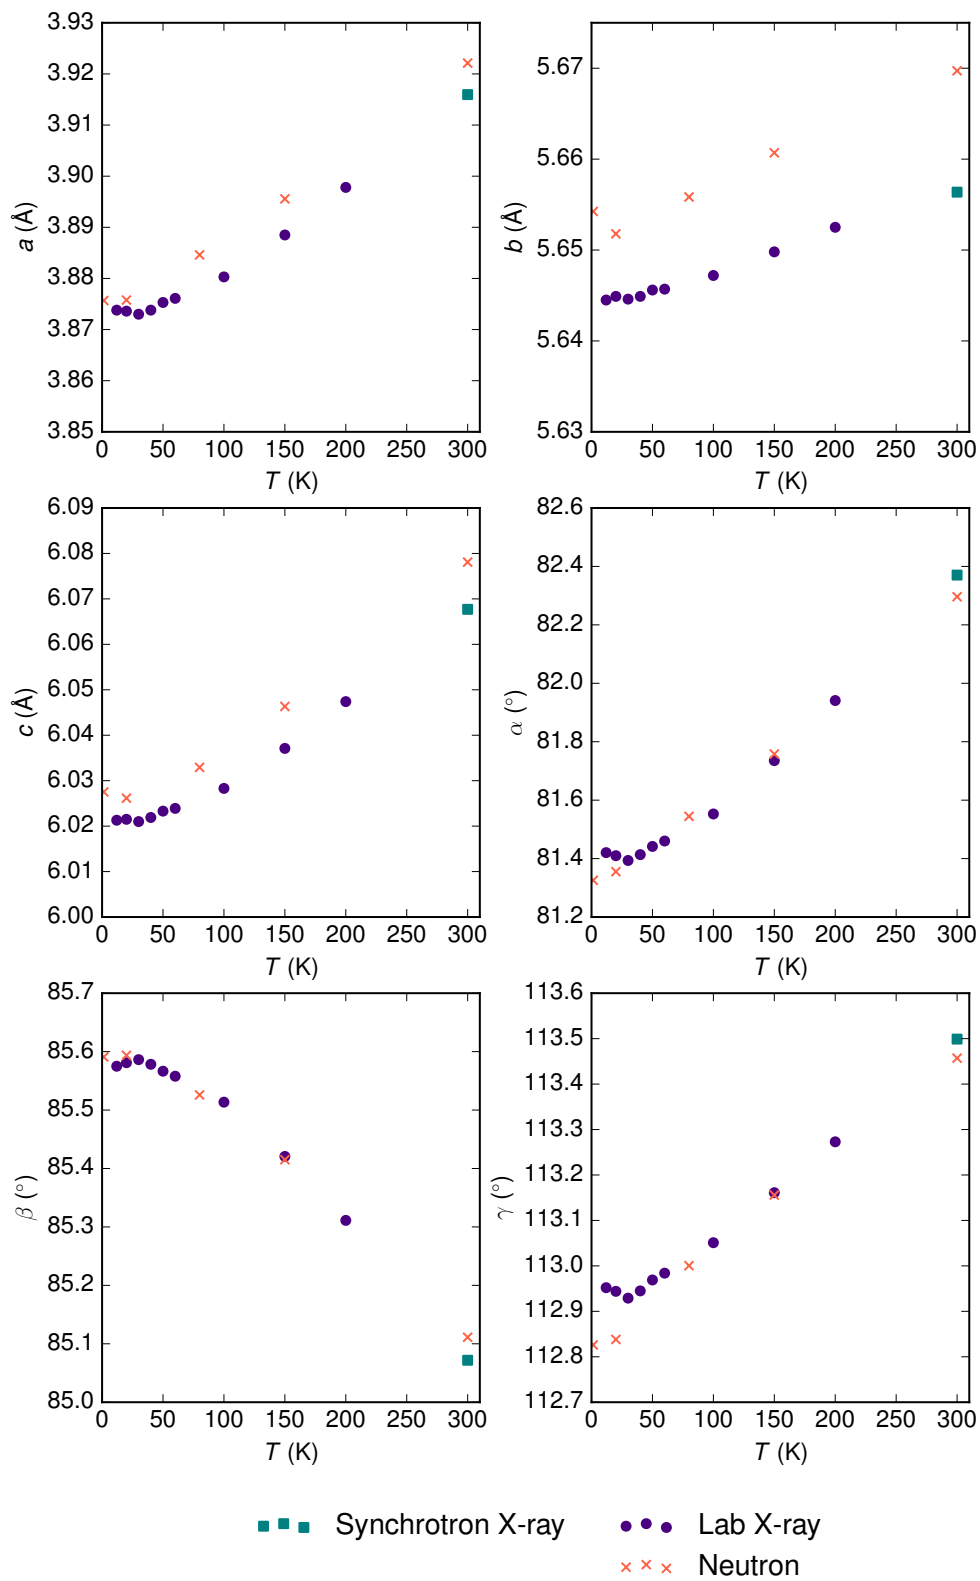 3.93
3.92
3.91
3.90
3.89
3.88
3.87
3.86
3.85
a (Å)
0 50 100 150 200 250 300
T (K)
5.67
5.66
5.65
5.64
5.63
b (Å)
0 50 100 150 200 250 300
T (K)
6.09
6.08
6.07
6.06
6.05
6.04
6.03
6.02
6.01
6.00
c (Å)
0 50 100 150 200 250 300
T (K)
82.6
82.4
82.2
82.0
81.8
81.6
81.4
81.2
α (°)
0 50 100 150 200 250 300
T (K)
85.7
85.6
85.5
85.4
85.3
85.2
85.1
85.0
β (°)
0 50 100 150 200 250 300
T (K)
113.6
113.5
113.4
113.3
113.2
113.1
113.0
112.9
112.8
112.7
γ (°)
0 50 100 150 200 250 300
T (K)
Synchrotron X-ray
Lab X-ray
Neutron